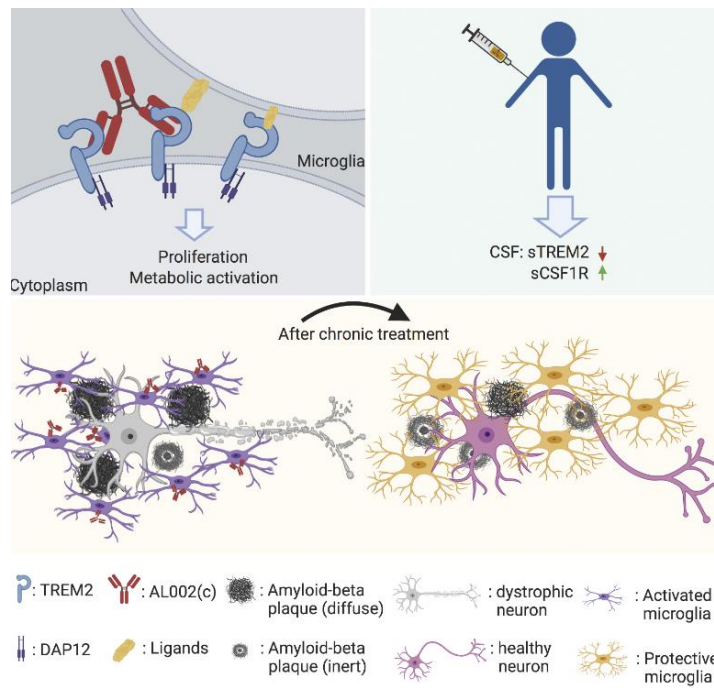 Microglia
Proliferation
Metabolic activation
Cytoplasm
CSF: sTREM2
sCSF1R
After chronic treatment
: TREM2
: AL002(c)
: Amyloid-beta
plaque (diffuse)
: dystrophic
neuron
: Activated
microglia
: DAP12
: Ligands
: Amyloid-beta
plaque (inert)
: healthy
neuron
: Protective
microglia